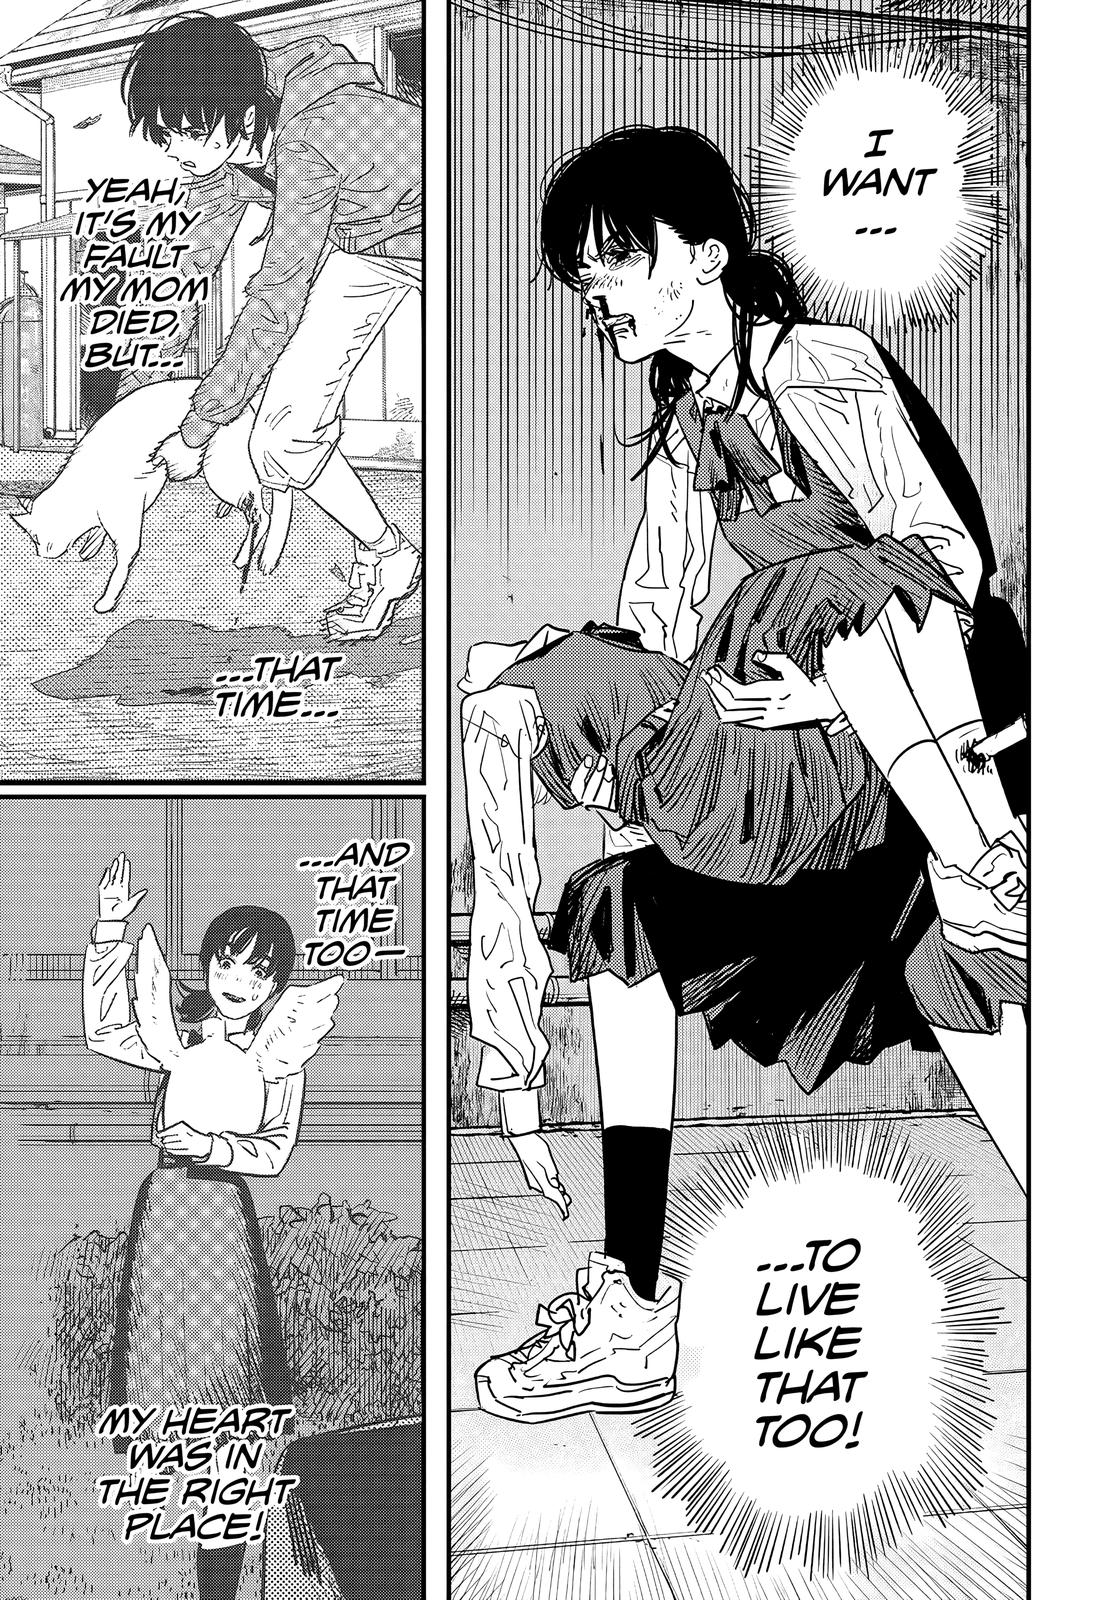 I
WANT
...
...TO
LIVE
LIKE
THAT
TOO!
YEAH,
IT'S MY
FAULT
MY MOM
DIED,
BUT...
...THAT
TIME...
...AND
THAT
TIME
TOO—
MY HEART
WAS IN
THE RIGHT
PLACE!